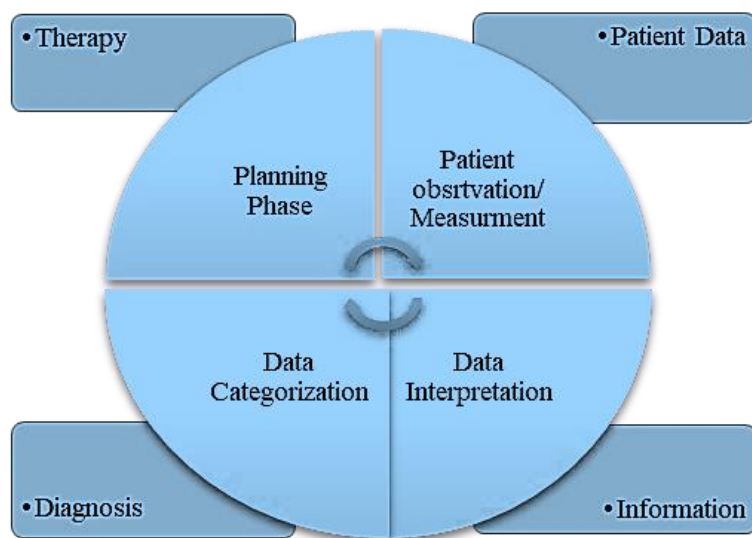 • Therapy
• Patient Data
Planning
Phase
Patient
obsrtvation/
Measurment
Data
Categorization
Data
Interpretation
• Diagnosis
• Information